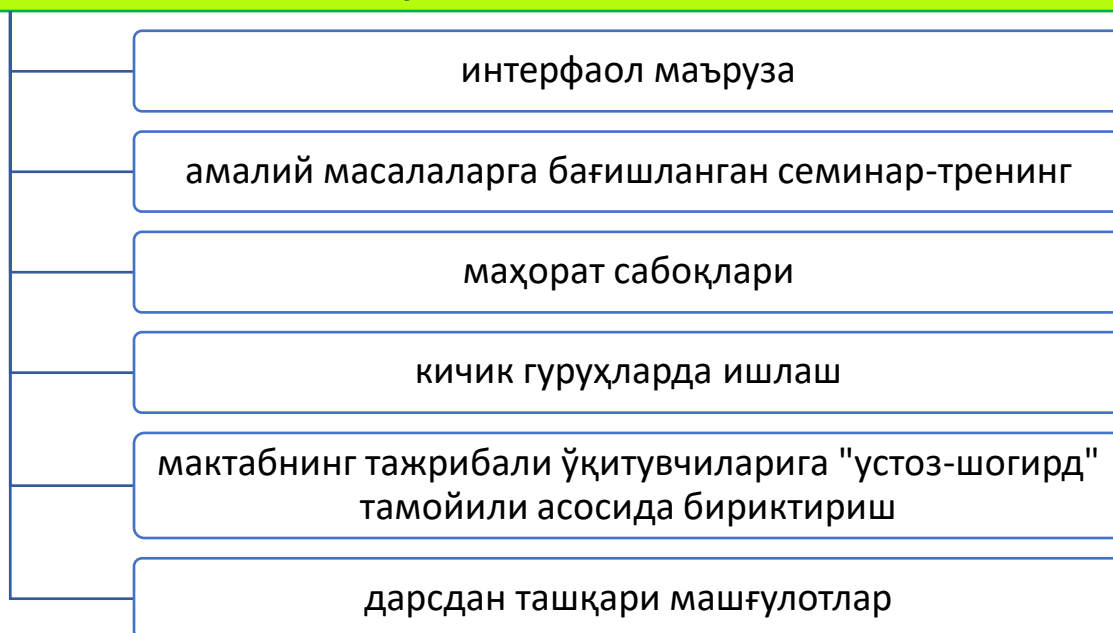 интерфаол маъруза
амалий масалаларга бағишланган семинар-тренинг
маҳорат сабоқлари
кичик гуруҳларда ишлаш
мактабнинг тажрибали ўқитувчиларига "устоз-шогирд"
тамойили асосида бириктириш
дарсдан ташқари машғулотлар